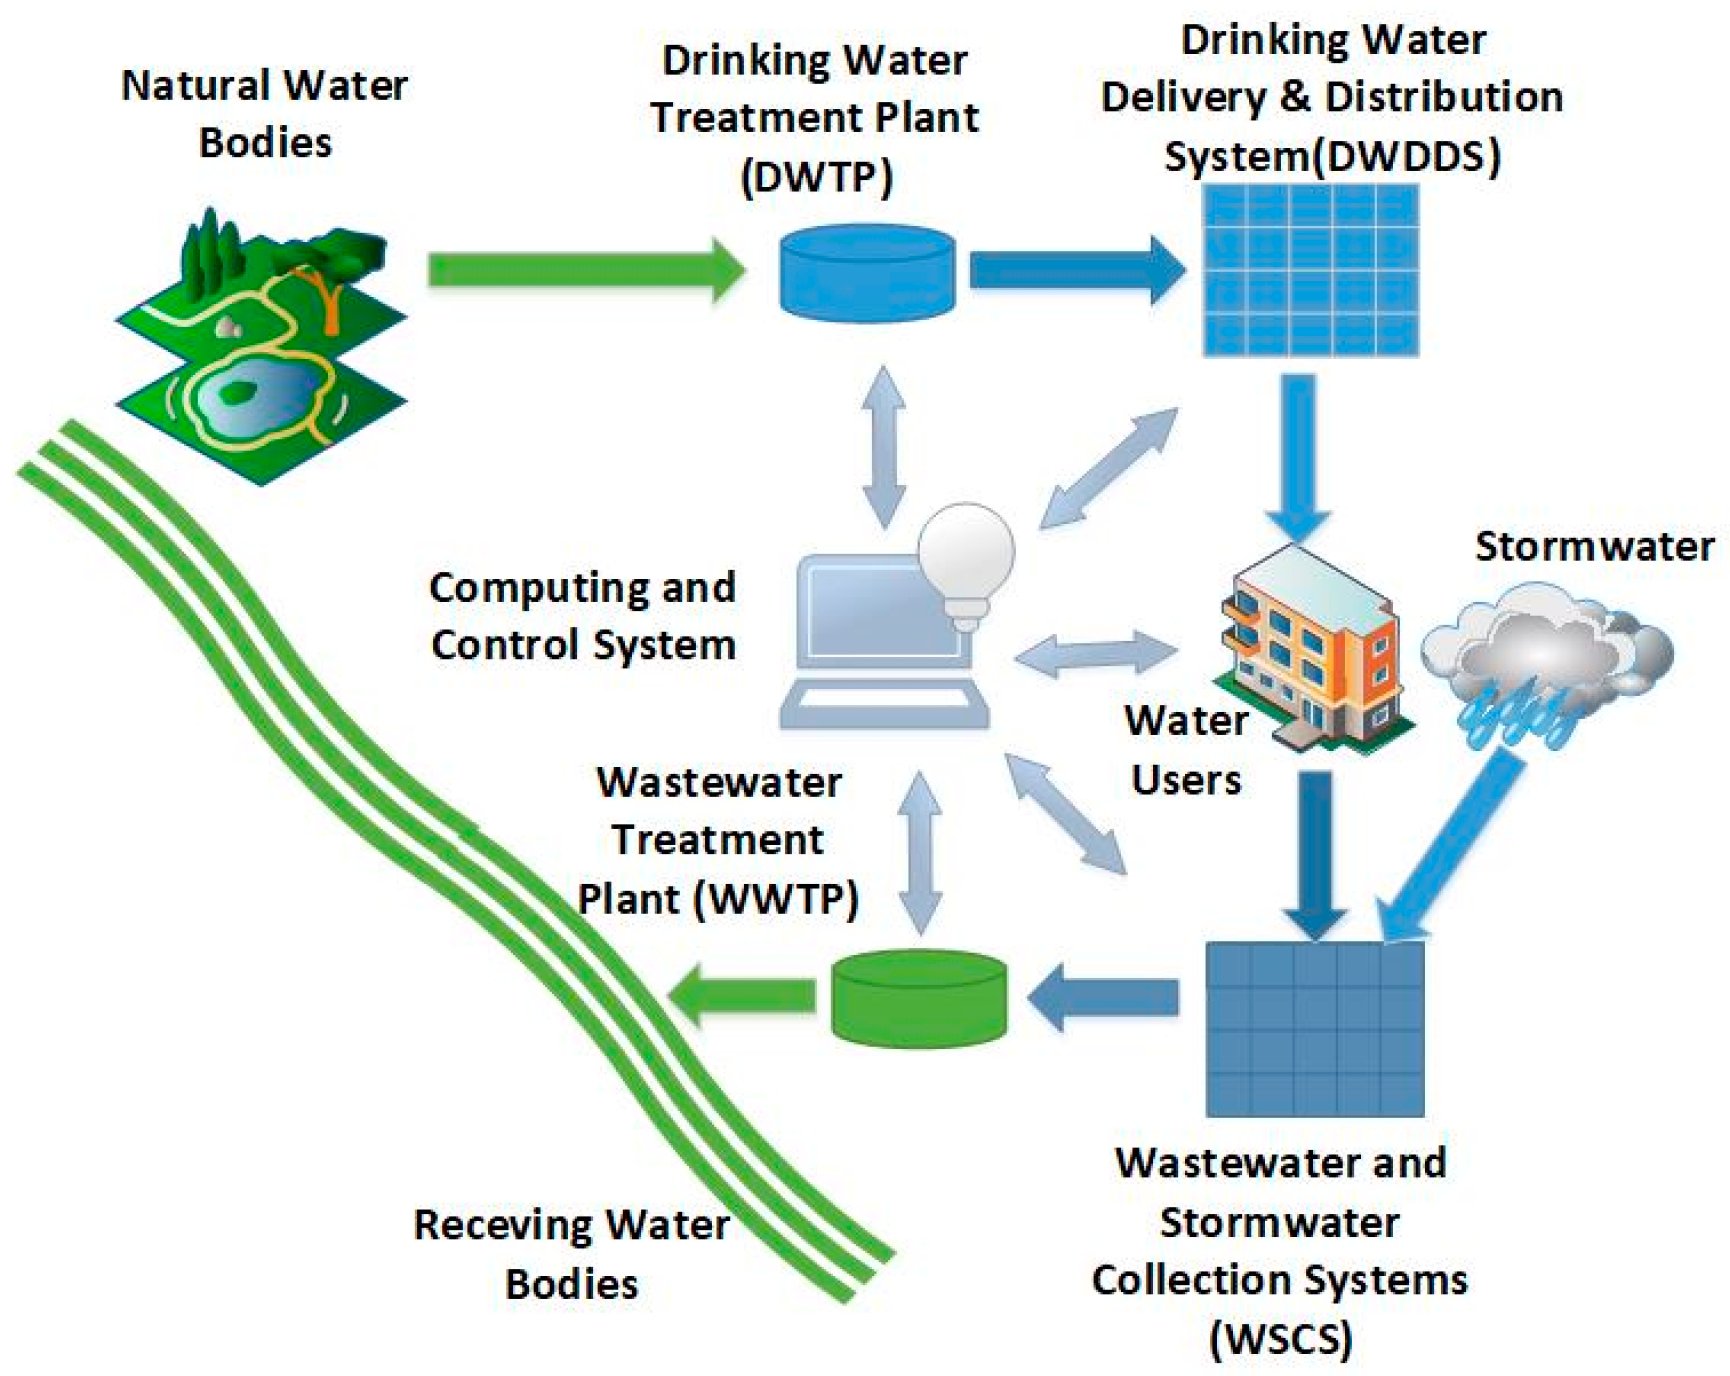 Natural Water
Bodies
Drinking Water
Treatment Plant
(DWTP)
Drinking Water
Delivery & Distribution
System(DWDDS)
Stormwater
Computing and
Control System
Water
Users
Wastewater
Treatment
Plant (WWTP)
Receving Water
Bodies
Wastewater and
Stormwater
Collection Systems
(WSCS)